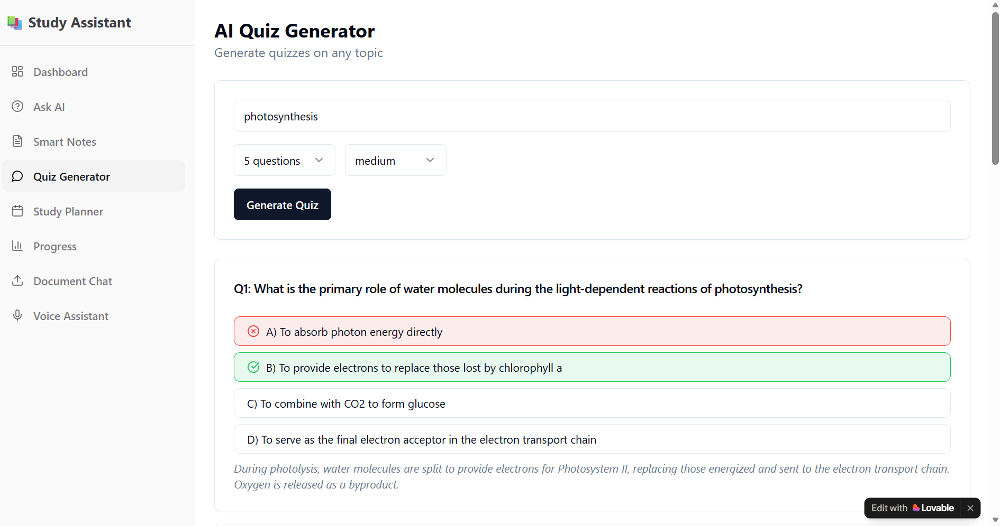 Study Assistant
Dashboard
Ask AI
Smart Notes
Quiz Generator
Study Planner
Progress
Document Chat
Voice Assistant
AI Quiz Generator
Generate quizzes on any topic
photosynthesis
5 questions
medium
Generate Quiz
Q1: What is the primary role of water molecules during the light-dependent reactions of photosynthesis?
A) To absorb photon energy directly
B) To provide electrons to replace those lost by chlorophyll a
C) To combine with CO2 to form glucose
D) To serve as the final electron acceptor in the electron transport chain
During photolysis, water molecules are split to provide electrons for Photosystem II, replacing those energized and sent to the electron transport chain.
Oxygen is released as a byproduct.
Edit with Lovable